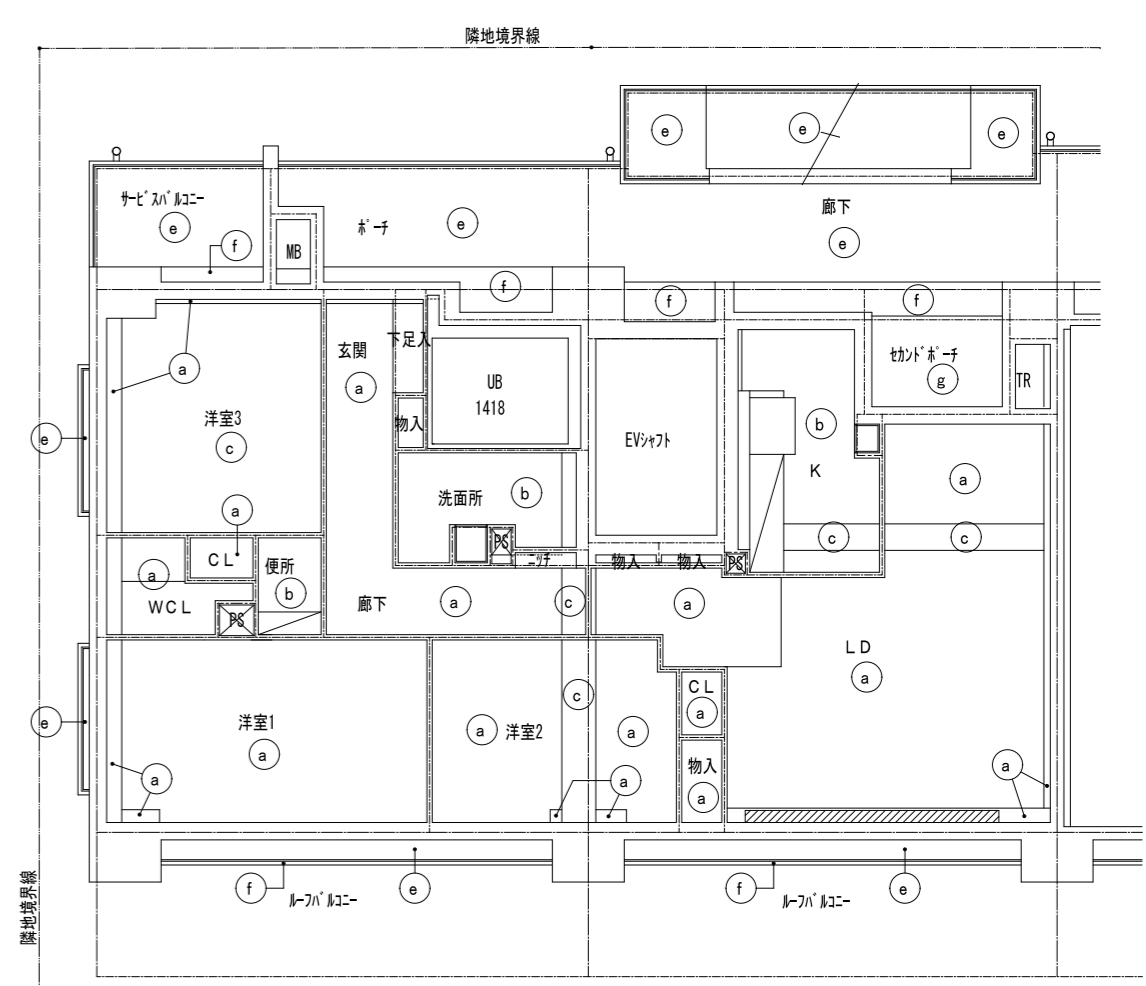 隣地境界線
e
e
e
サービスバルコニー
e
ポーチ
e
廊下
e
f
MB
f
f
f
a
玄関
a
下足入
UB
1418
セカンドポーチ
g
TR
洋室3
c
e
物入
EVシャフト
b
K
a
a
洗面所
b
PS
ニッチ
物入
物入
PS
c
c
CL
便所
b
a
WCL
PS
廊下
a
c
a
LD
a
CL
a
c
洋室1
a
a
洋室2
a
e
物入
a
a
a
a
f
e
f
e
ルーフバルコニー
ルーフバルコニー
隣地境界線